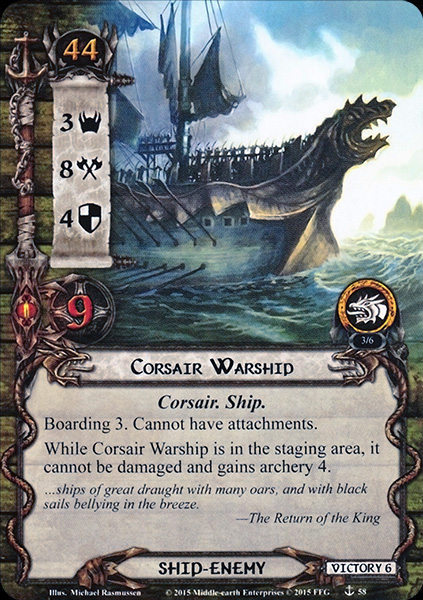 44
3
8
4
9
3/6
Corsair Warship
Corsair. Ship.
Boarding 3. Cannot have attachments.
While Corsair Warship is in the staging area, it
cannot be damaged and gains archery 4.
…ships of great draught with many oars, and with black
sails bellying in the breeze.
—The Return of the King
SHIP-ENEMY
VICTORY 6
Illus. Michael Rasmussen
© 2015 Middle-earth Enterprises © 2015 FFG
58